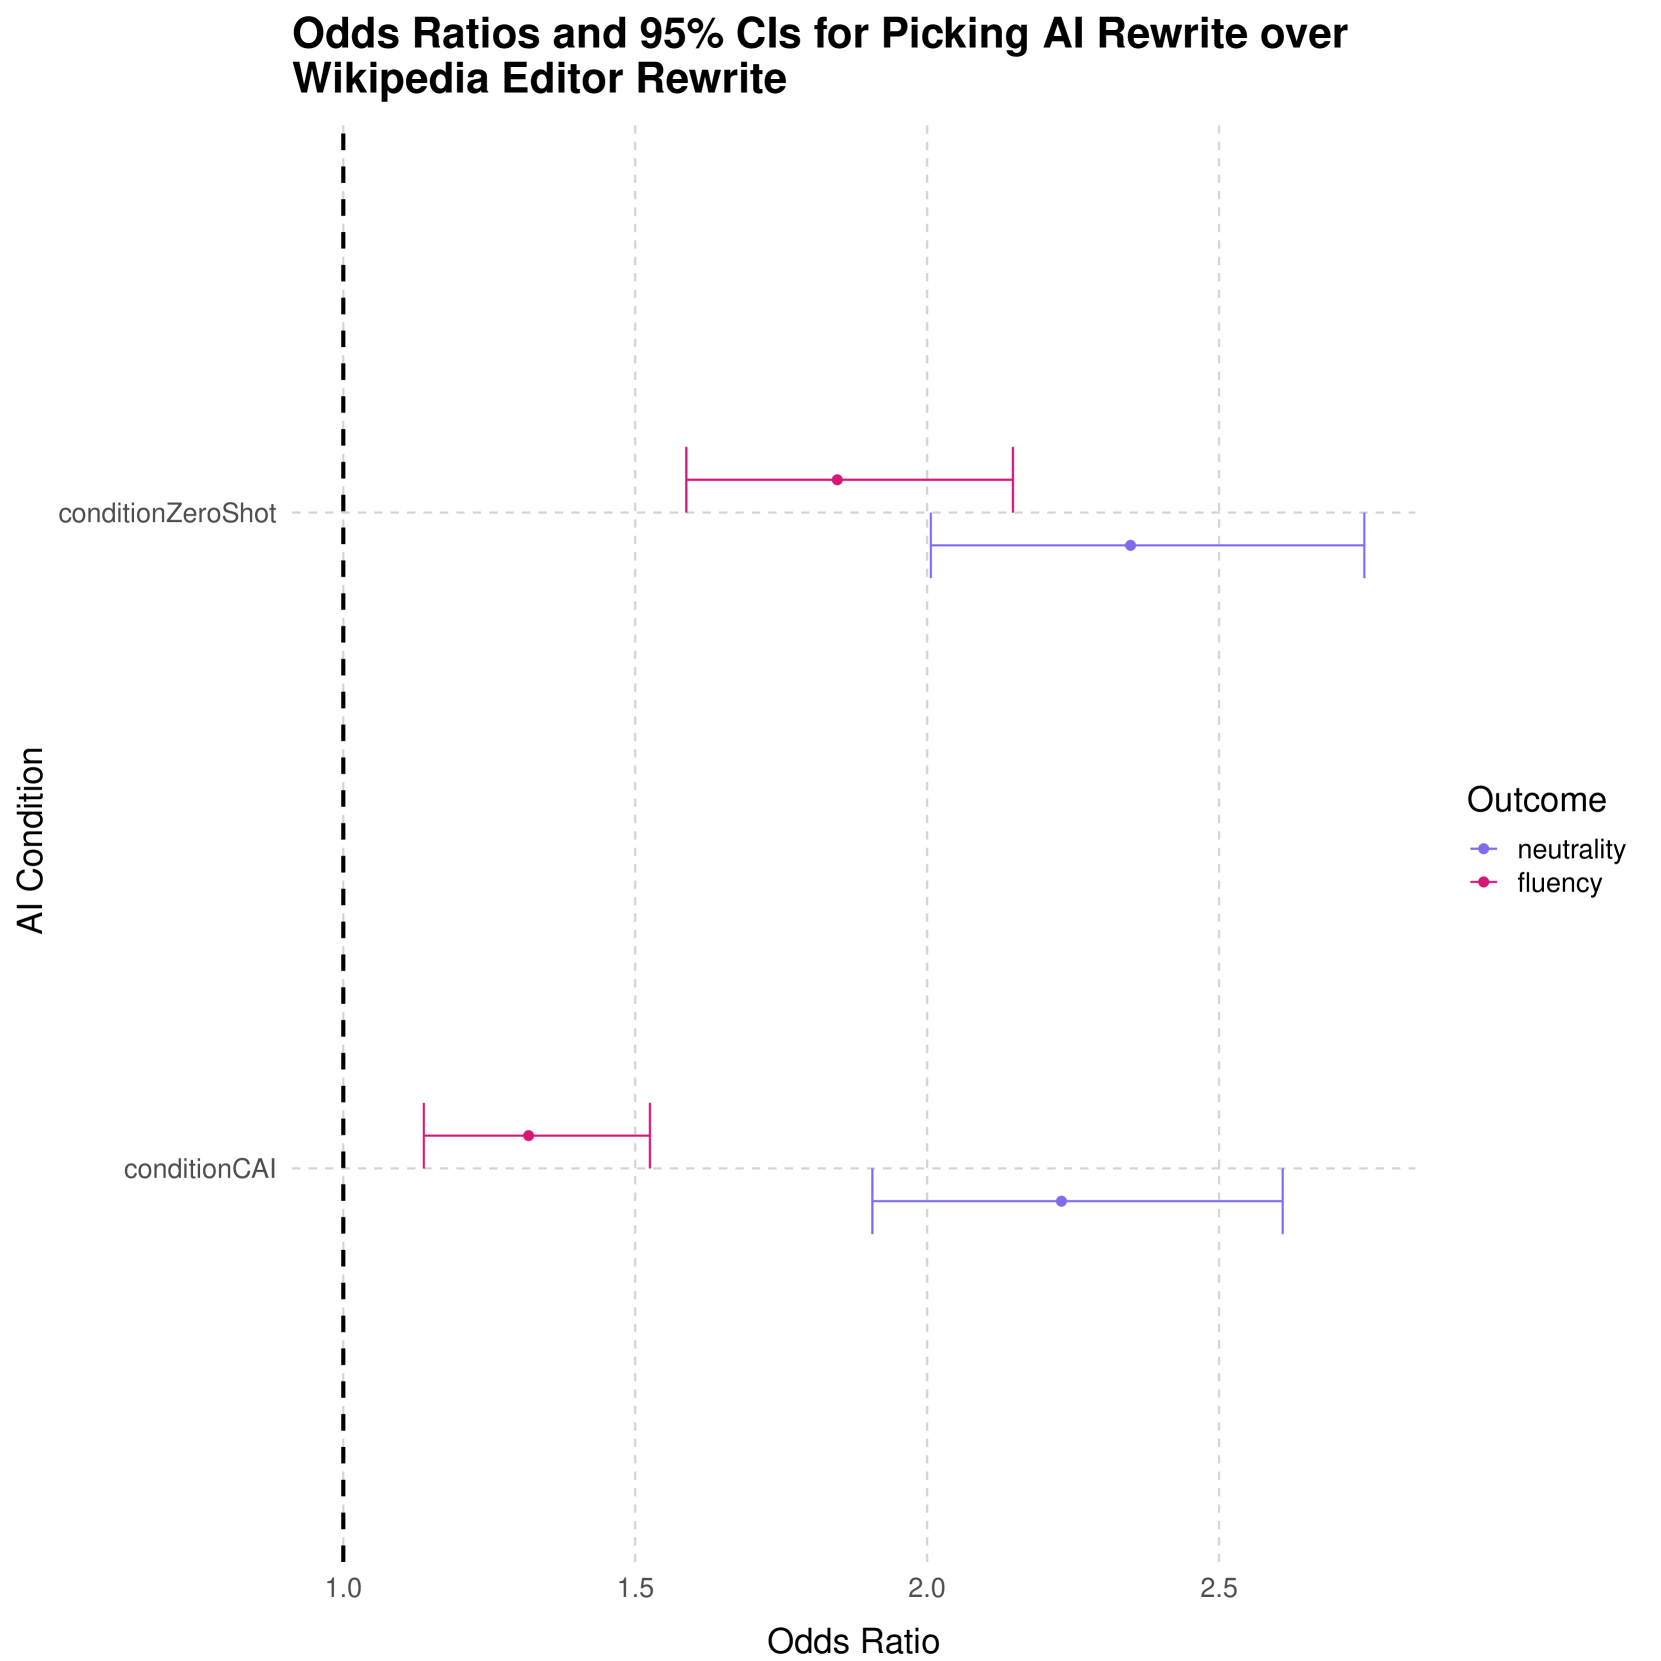 Odds Ratios and 95% CIs for Picking AI Rewrite over
Wikipedia Editor Rewrite
AI Condition
conditionZeroShot
conditionCAI
1.0 1.5 2.0 2.5
Odds Ratio
Outcome
neutrality
fluency